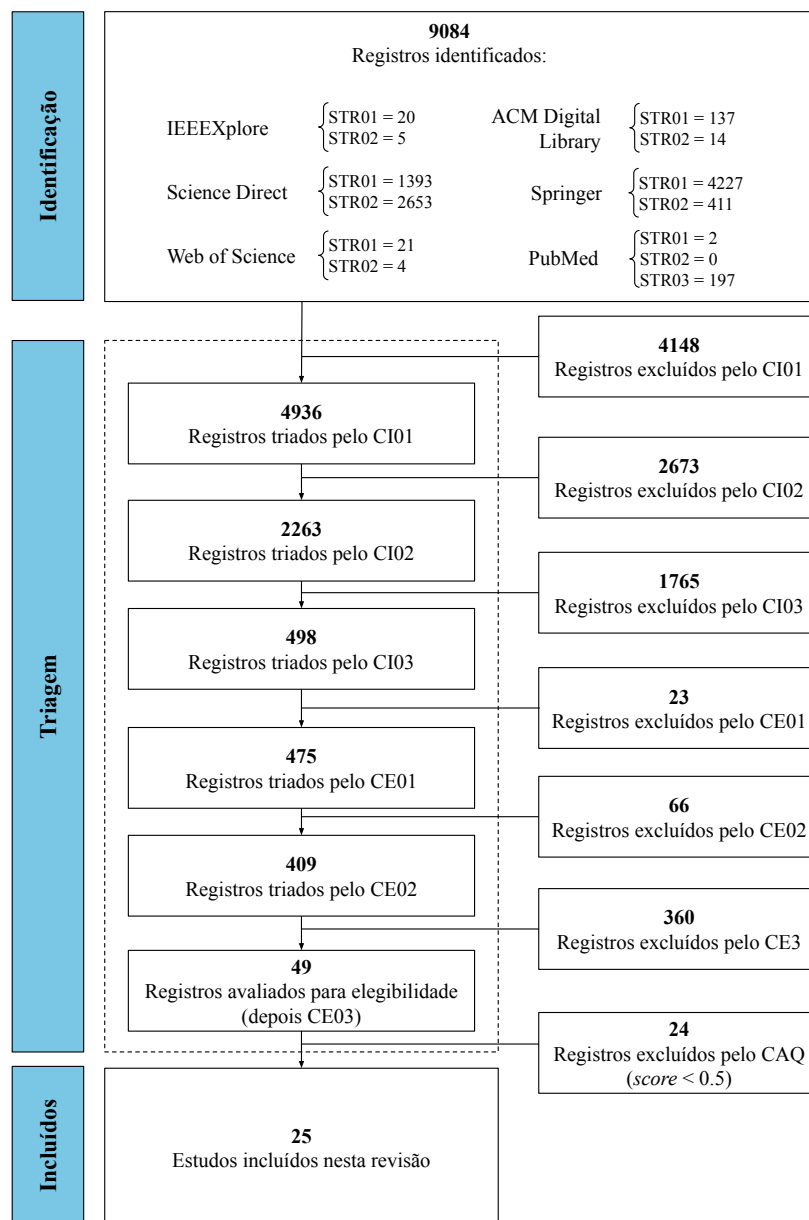 Identificação
9084
Registros identificados:
IEEEXplore
STR01 = 20
STR02 = 5
ACM Digital
Library
STR01 = 137
STR02 = 14
Science Direct
STR01 = 1393
STR02 = 2653
Springer
STR01 = 4227
STR02 = 411
Web of Science
STR01 = 21
STR02 = 4
PubMed
STR01 = 2
STR02 = 0
STR03 = 197
Triagem
4148
Registros excluídos pelo CI01
4936
Registros triados pelo CI01
2673
Registros excluídos pelo CI02
2263
Registros triados pelo CI02
1765
Registros excluídos pelo CI03
498
Registros triados pelo CI03
23
Registros excluídos pelo CE01
475
Registros triados pelo CE01
66
Registros excluídos pelo CE02
409
Registros triados pelo CE02
360
Registros excluídos pelo CE3
49
Registros avaliados para elegibilidade
(depois CE03)
24
Registros excluídos pelo CAQ
(score < 0.5)
Incluídos
25
Estudos incluídos nesta revisão